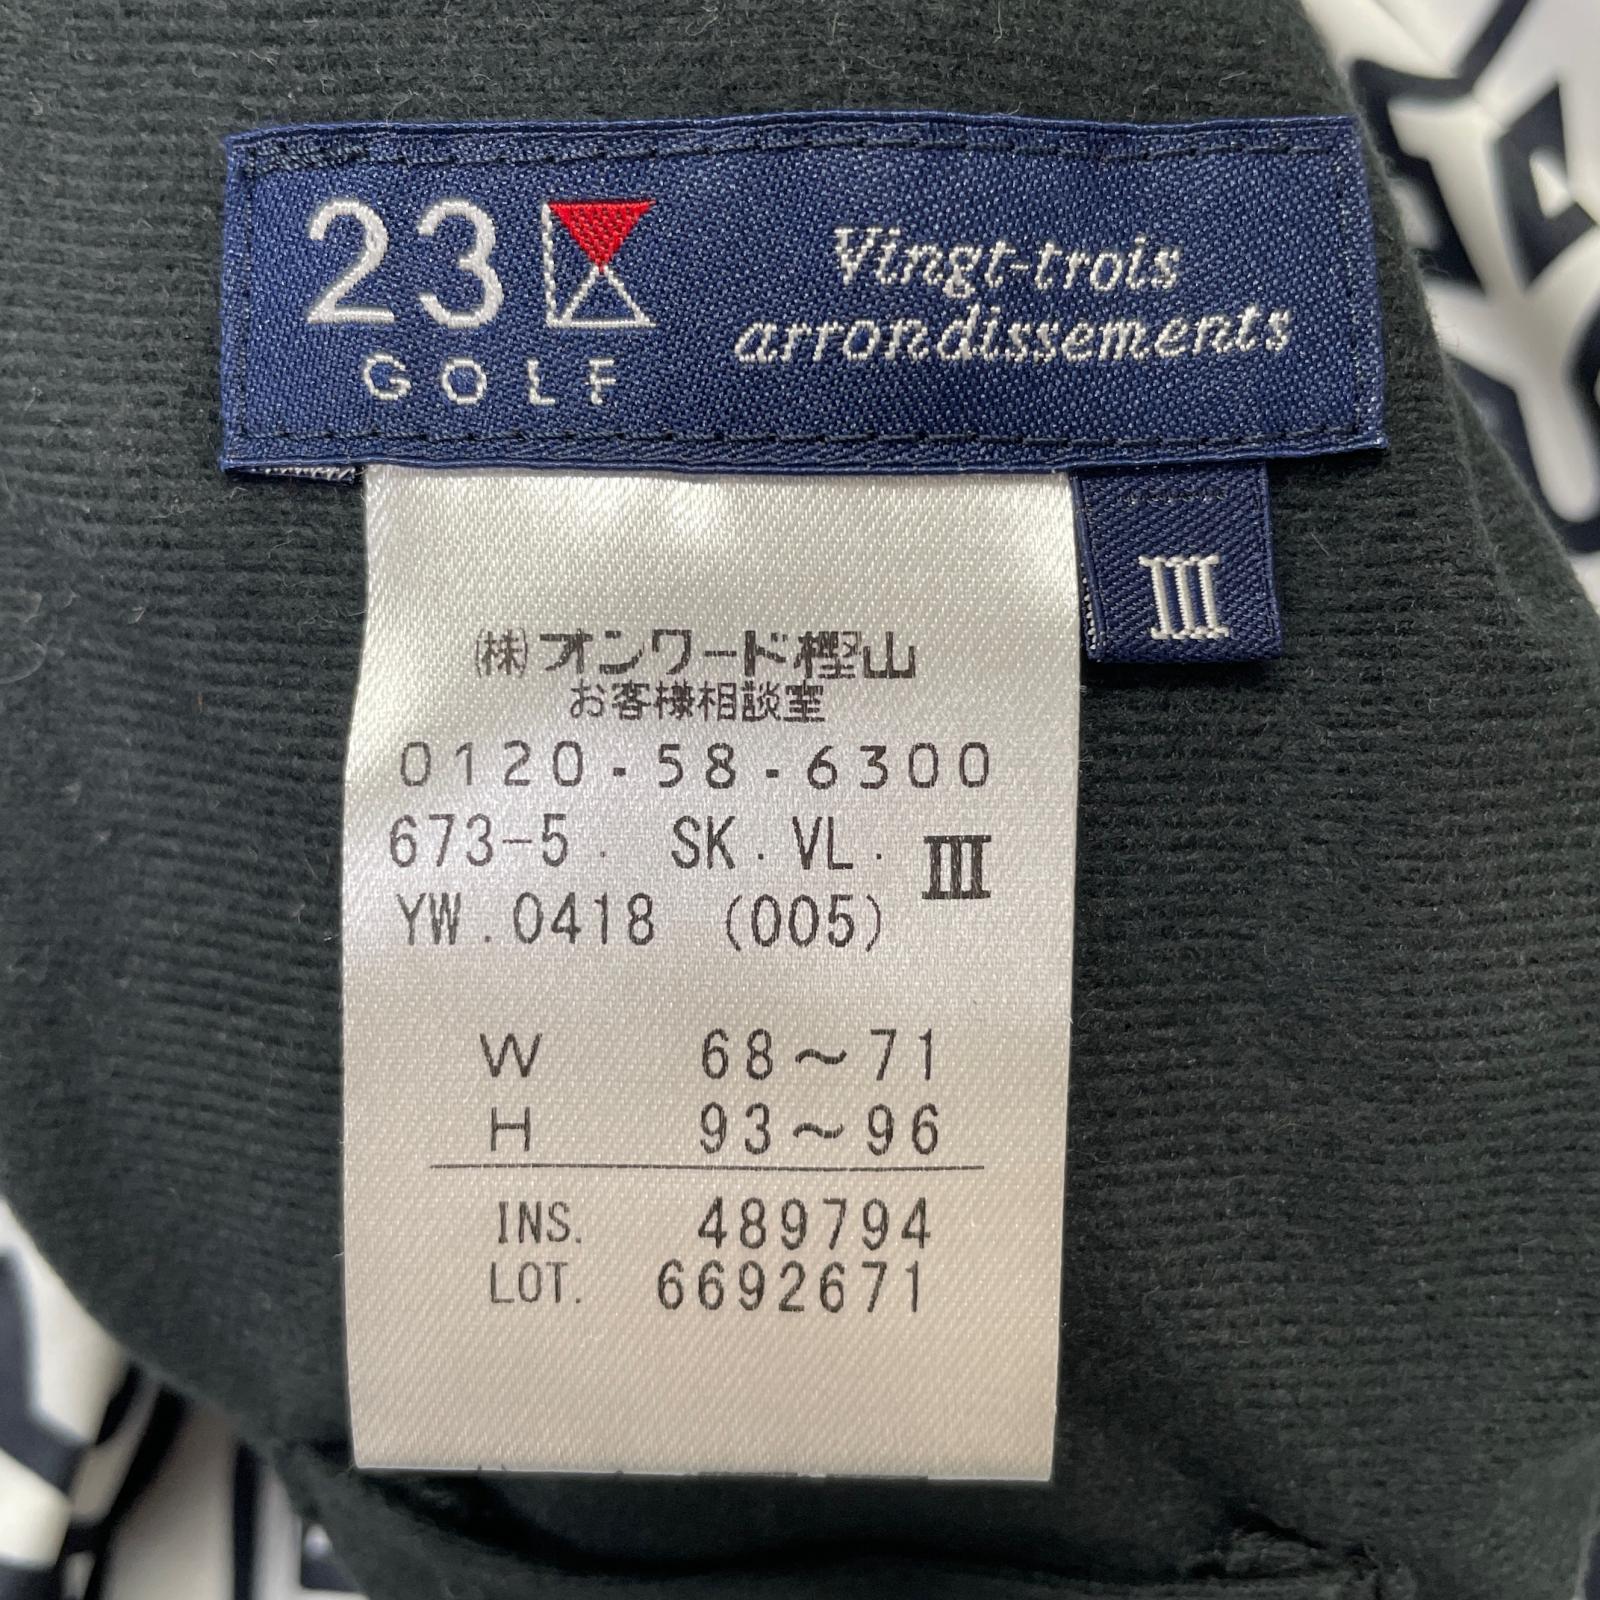 23
GOLF
Vingt-trois
arrondissements
III
(株)オンワード樫山
お客様相談室
0120-58-6300
673-5. SK. VL. III
YW.0418 (005)
W 68～71
H 93～96
INS. 489794
LOT. 6692671